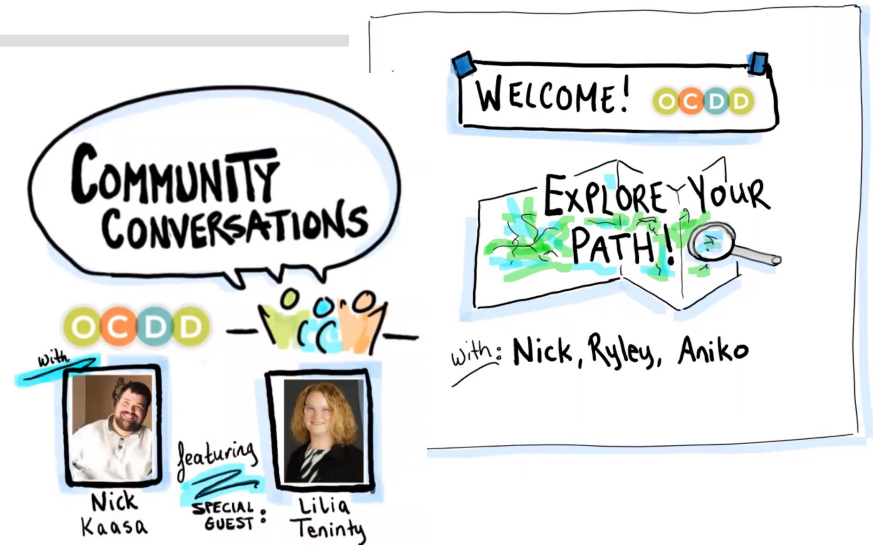 COMMUNITY
CONVERSATIONS
OCDD
with
Nick
Kaasa
featuring
SPECIAL
GUEST:
Lilia
Teninty
WELCOME! OCDD
EXPLORE YOUR
PATH!
with: Nick, Ryley, Aniko